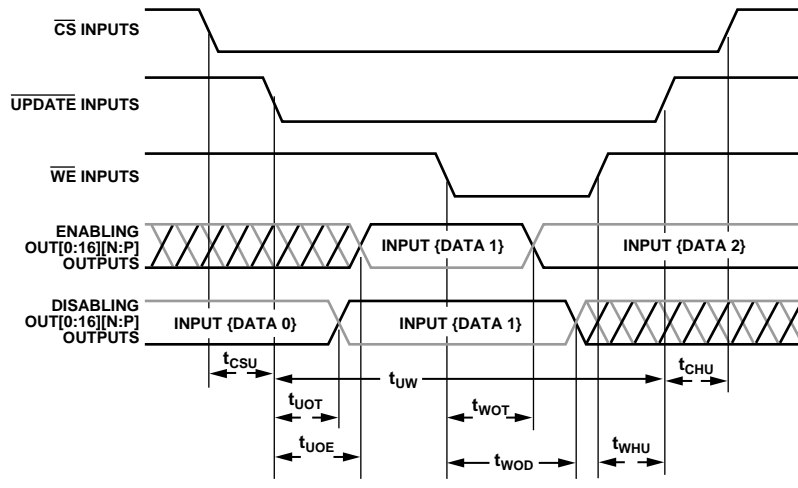 CS INPUTS
UPDATE INPUTS
WE INPUTS
ENABLING
OUT[0:16][N:P]
OUTPUTS
INPUT {DATA 1}
INPUT {DATA 2}
DISABLING
OUT[0:16][N:P]
OUTPUTS
INPUT {DATA 0}
INPUT {DATA 1}
tCSU
tUW
tCHU
tUOT
tWOT
tUOE
tWOD
tWHU